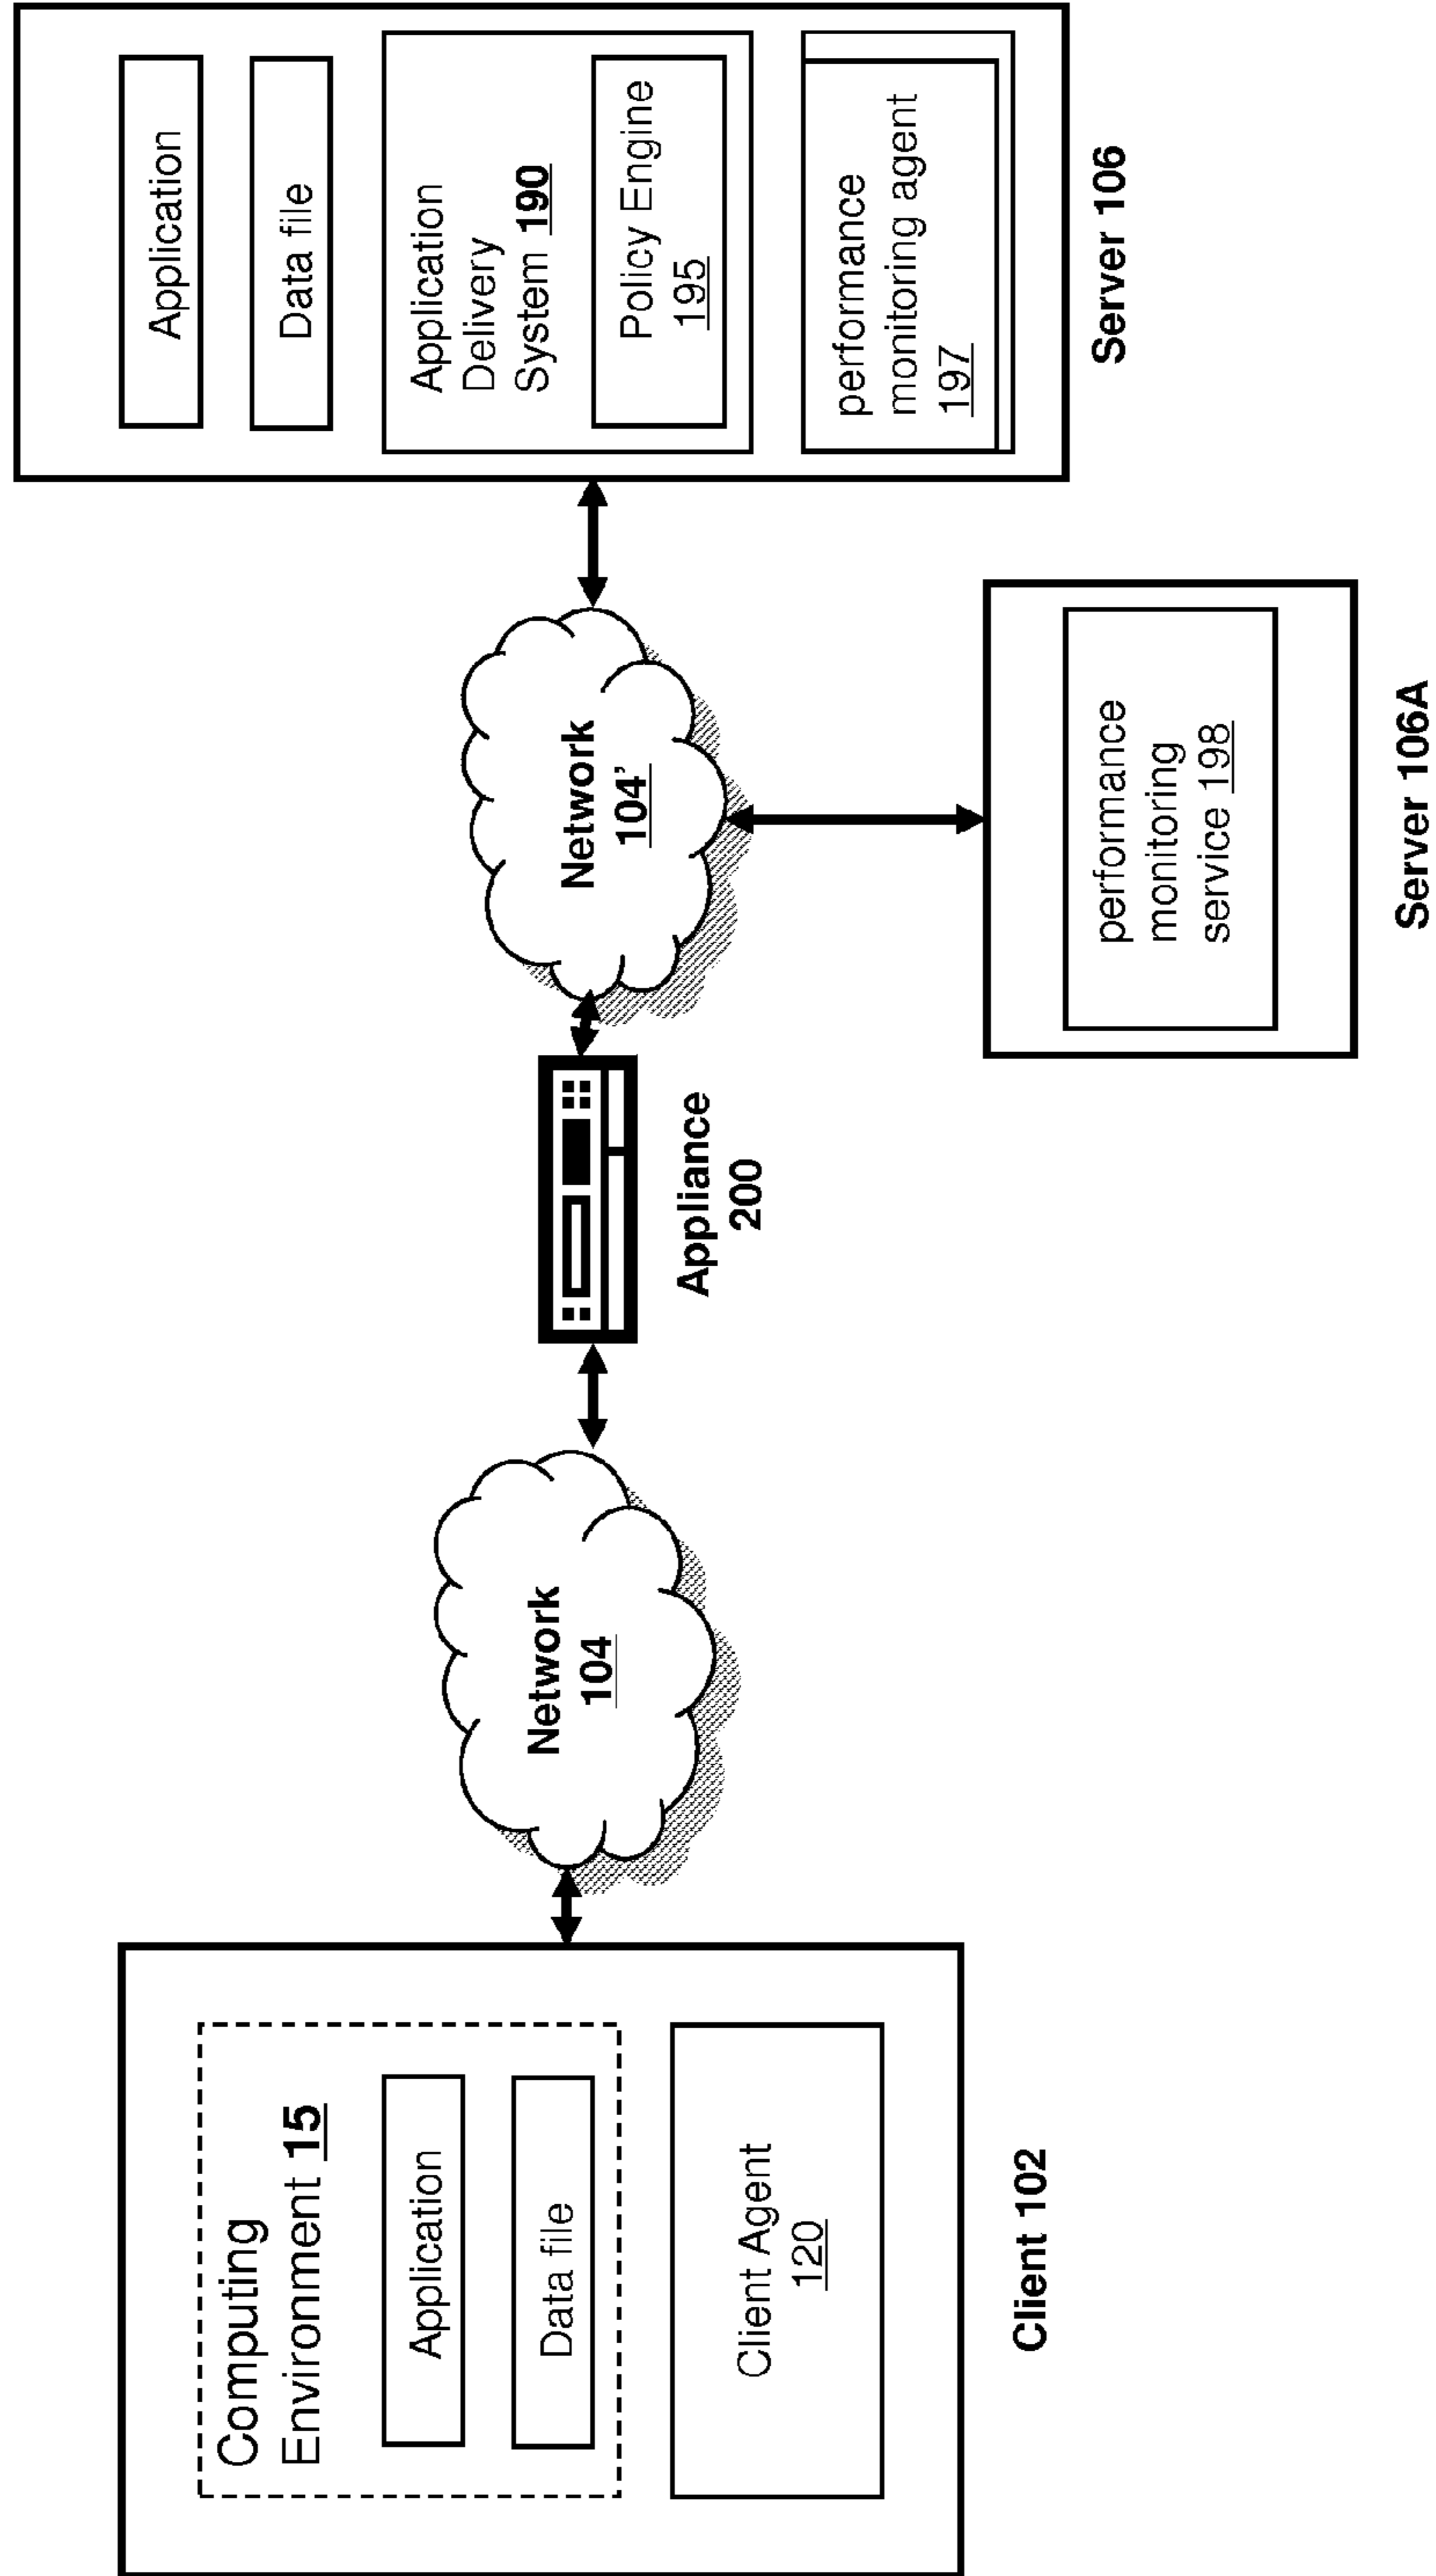 Computing
Environment 15
Application
Data file
Client Agent
120
Client 102
Network
104
Appliance
200
Network
104’
performance
monitoring
service 198
Server 106A
Application
Data file
Application
Delivery
System 190
Policy Engine
195
performance
monitoring agent
197
Server 106